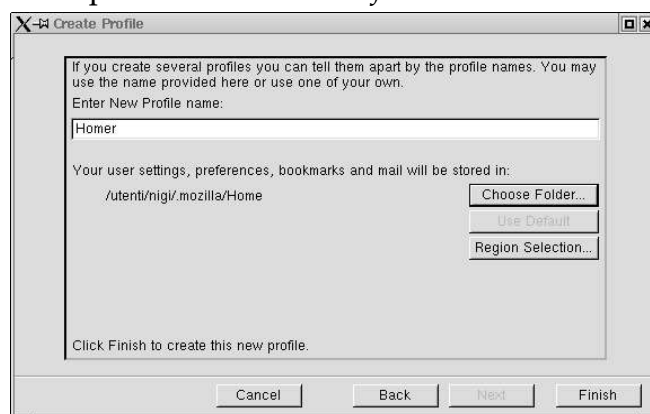 Create Profile
If you create several profiles you can tell them apart by the profile names. You may
use the name provided here or use one of your own.
Enter New Profile name:
Homer
Your user settings, preferences, bookmarks and mail will be stored in:
/utenti/nigi/.mozilla/Home
Choose Folder...
Use Default
Region Selection...
Click Finish to create this new profile.
Cancel
Back
Next
Finish